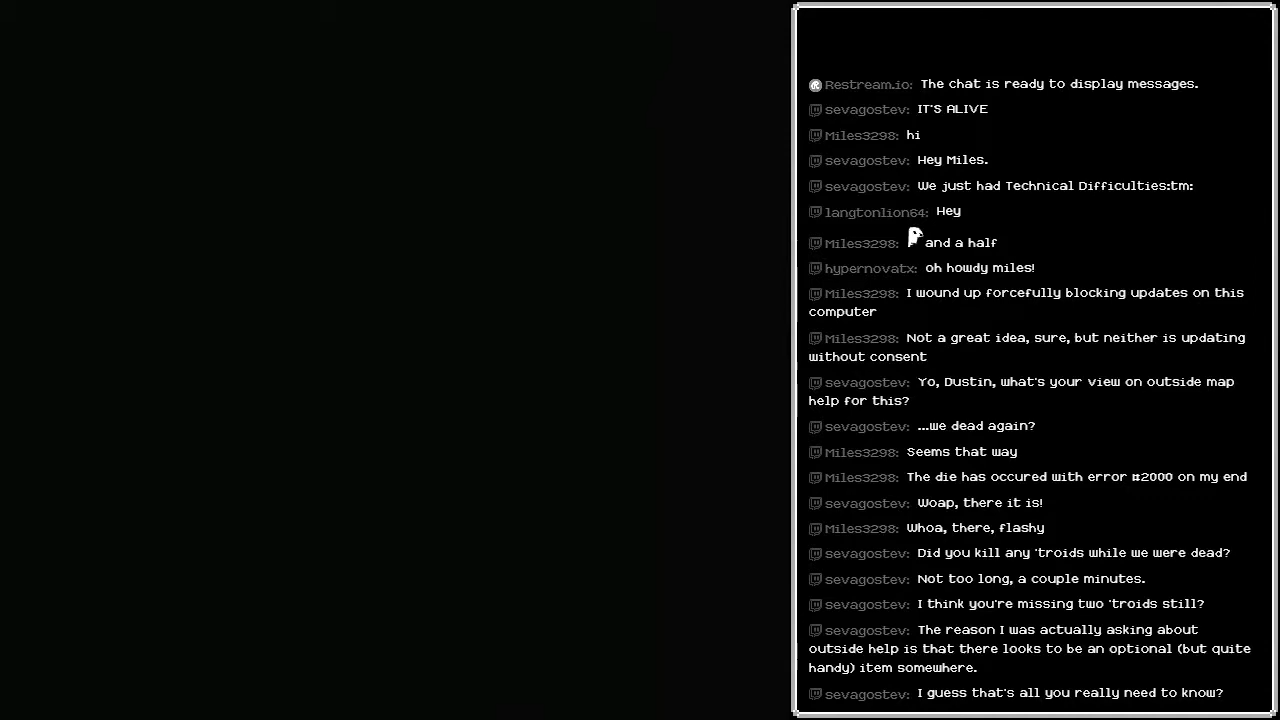 Restream.io: The chat is ready to display messages.
sevagostev: IT'S ALIVE
Miles3298: hi
sevagostev: Hey Miles.
sevagostev: We just had Technical Difficulties:tm:
langtonlion64: Hey
Miles3298: and a half
hypernovatx: oh howdy miles!
Miles3298: I wound up forcefully blocking updates on this
computer
Miles3298: Not a great idea, sure, but neither is updating
without consent
sevagostev: Yo, Dustin, what's your view on outside map
help for this?
sevagostev: ...we dead again?
Miles3298: Seems that way
Miles3298: The die has occured with error #2000 on my end
sevagostev: Woap, there it is!
Miles3298: Whoa, there, flashy
sevagostev: Did you kill any 'troids while we were dead?
sevagostev: Not too long, a couple minutes.
sevagostev: I think you're missing two 'troids still?
sevagostev: The reason I was actually asking about
outside help is that there looks to be an optional (but quite
handy) item somewhere.
sevagostev: I guess that's all you really need to know?